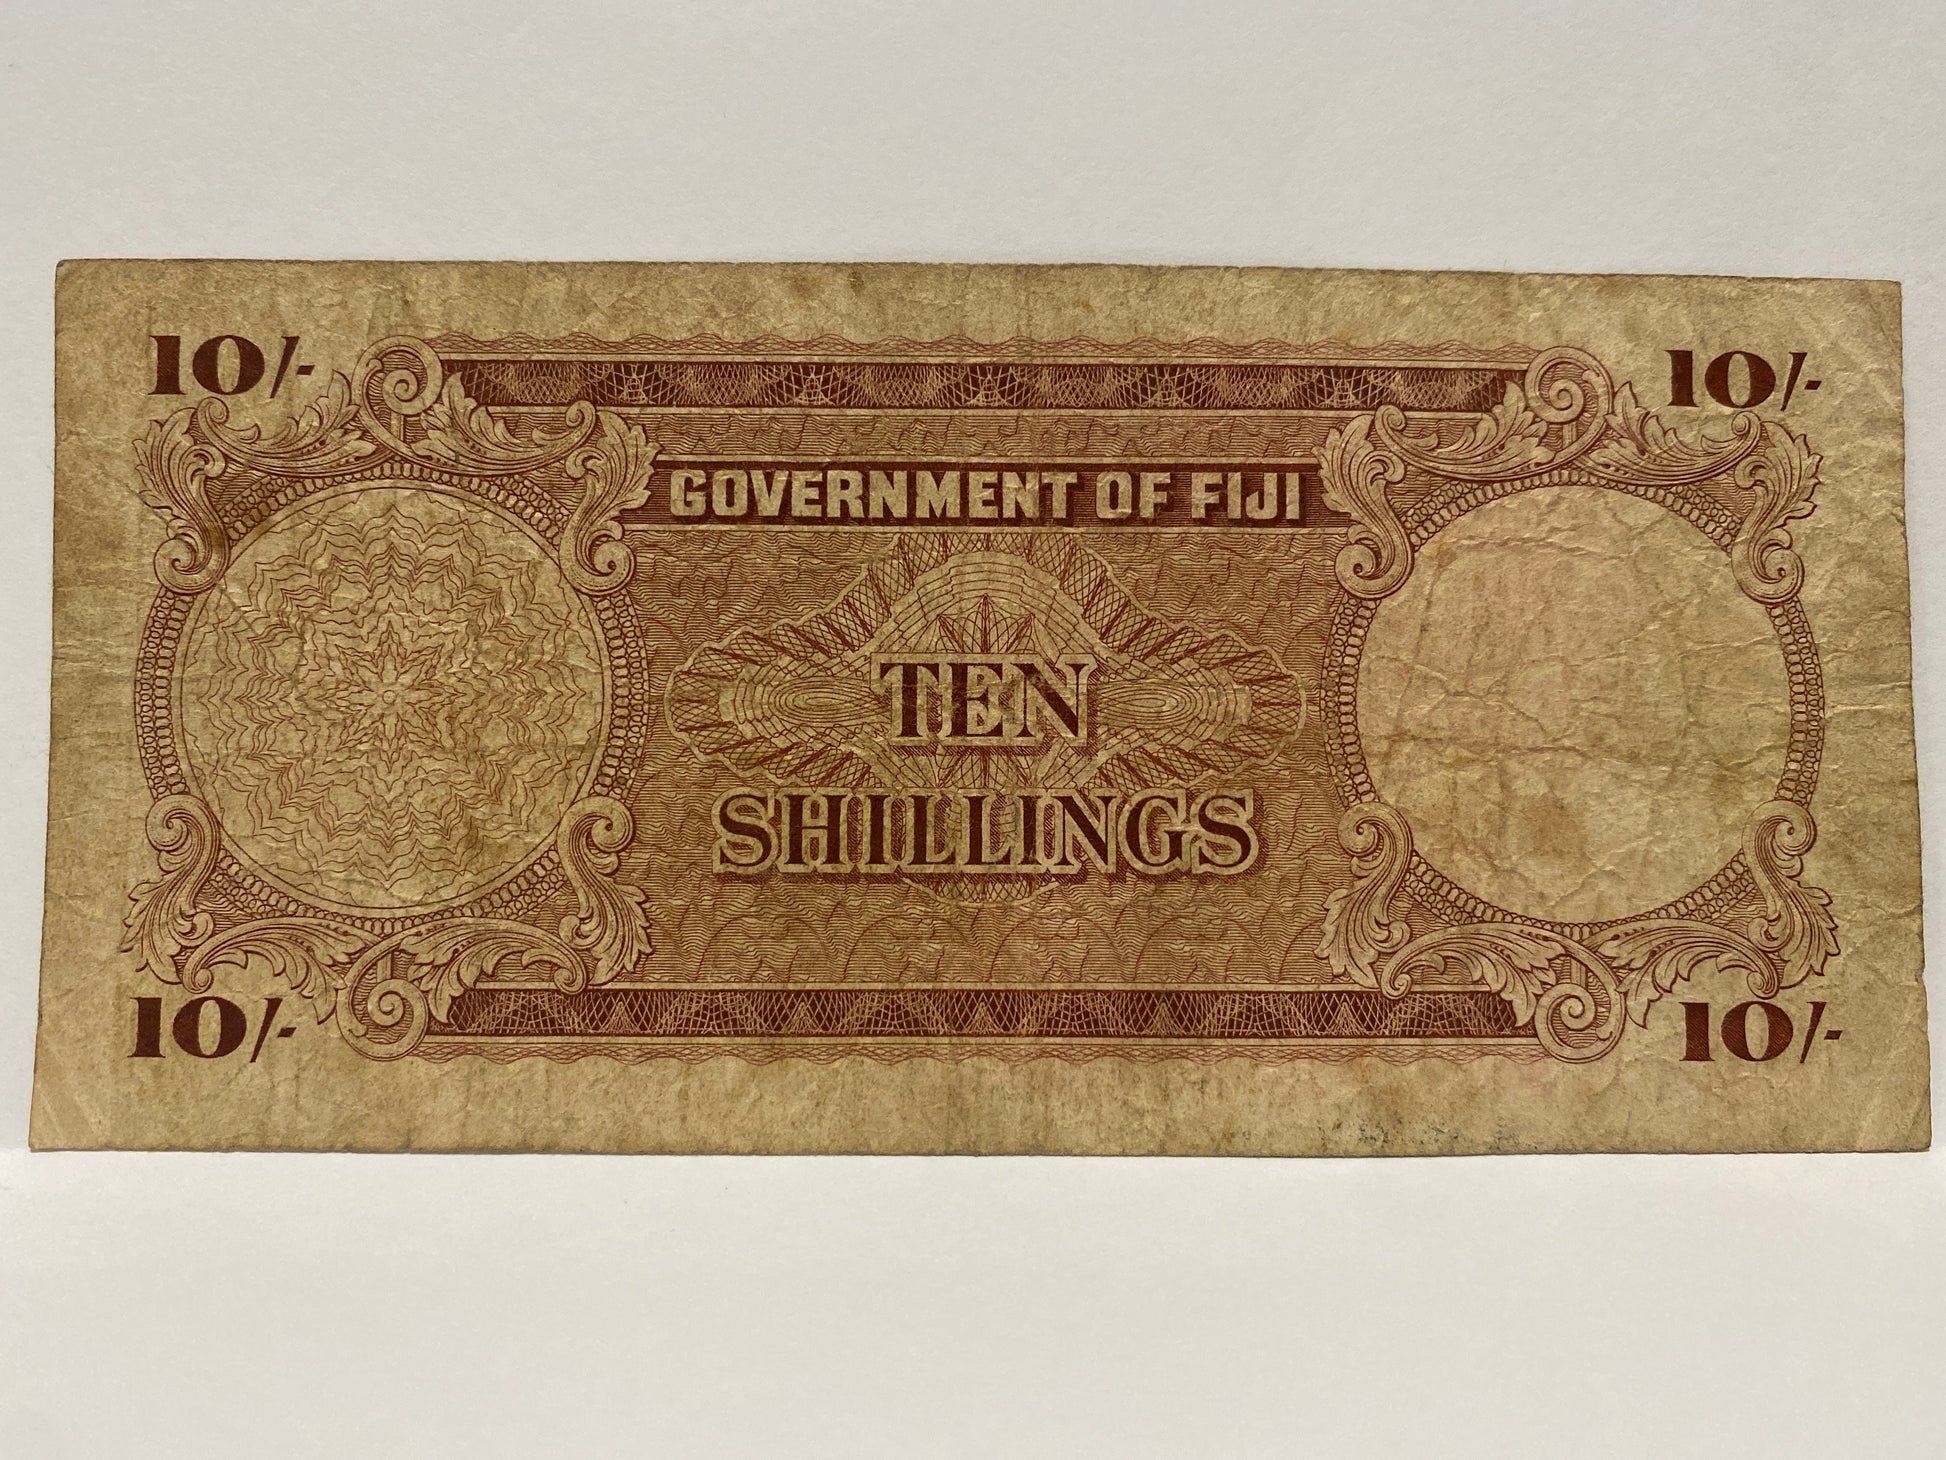 10/- 10/-
GOVERNMENT OF FIJI
TEN
SHILLINGS
10/- 10/-